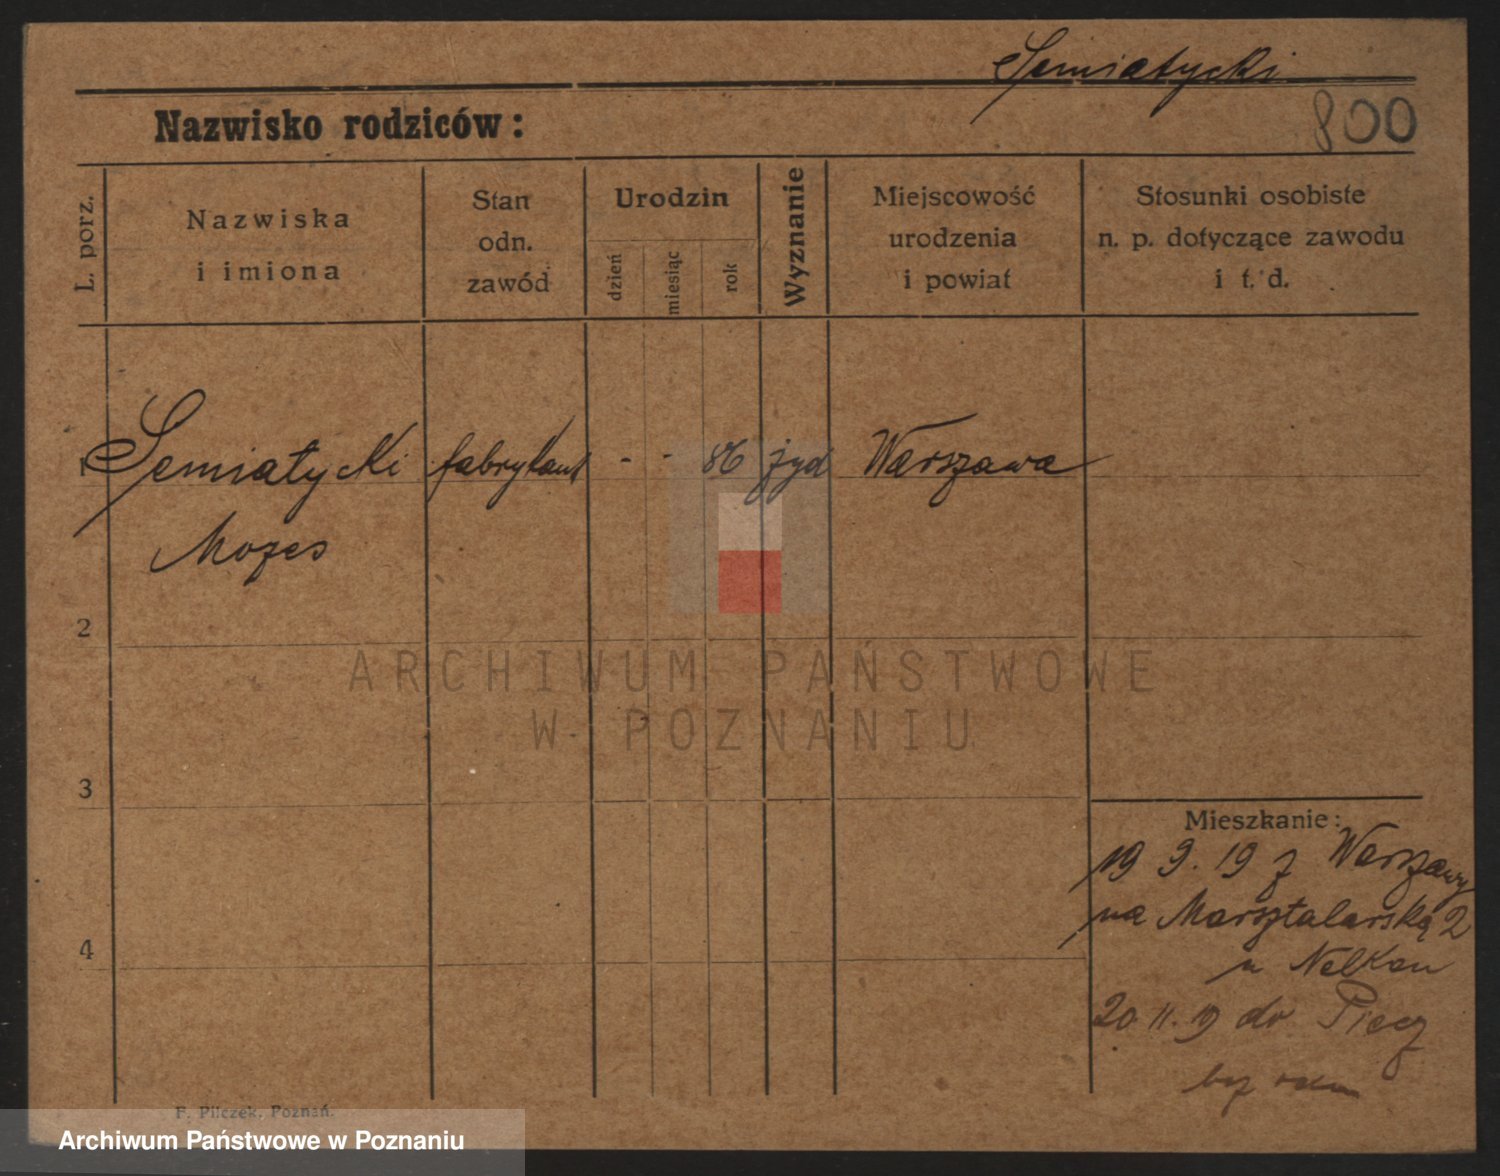 Semiatycki
Nazwisko rodziców:
800
L. porz.
Nazwiska
i imiona
Stan
odn.
zawód
Urodzin
dzień
miesiąc
rok
Wyznanie
Miejscowość
urodzenia
i powiat
Stosunki osobiste
n. p. dotyczące zawodu
i t. d.
1 Semiatycki fabrykant - - 86 żyd Warszawa
Mozes
2
3
4
ARCHIWUM PAŃSTWOWE
W POZNANIU
Mieszkanie:
19 9. 19 z Warszawy
na Marsztalarską 2
u Nelken
20 11. 19 do
bez
F. Pilczek, Poznań.
Archiwum Państwowe w Poznaniu